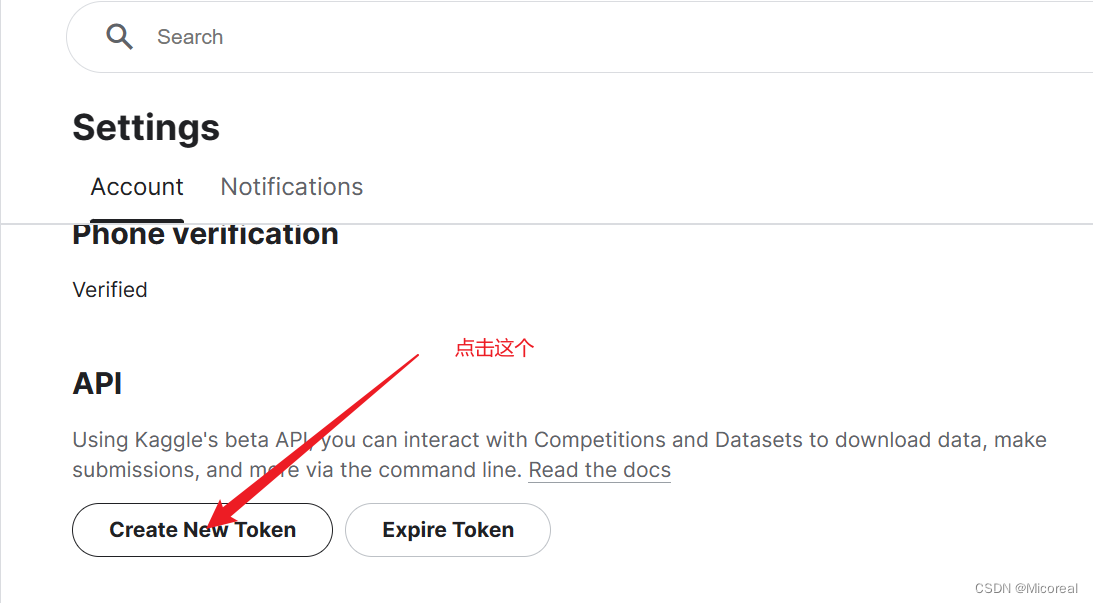 Search
Settings
Account Notifications
Phone verification
Verified
点击这个
API
Using Kaggle's beta API, you can interact with Competitions and Datasets to download data, make
submissions, and more via the command line. Read the docs
Create New Token Expire Token
CSDN @Micoreal